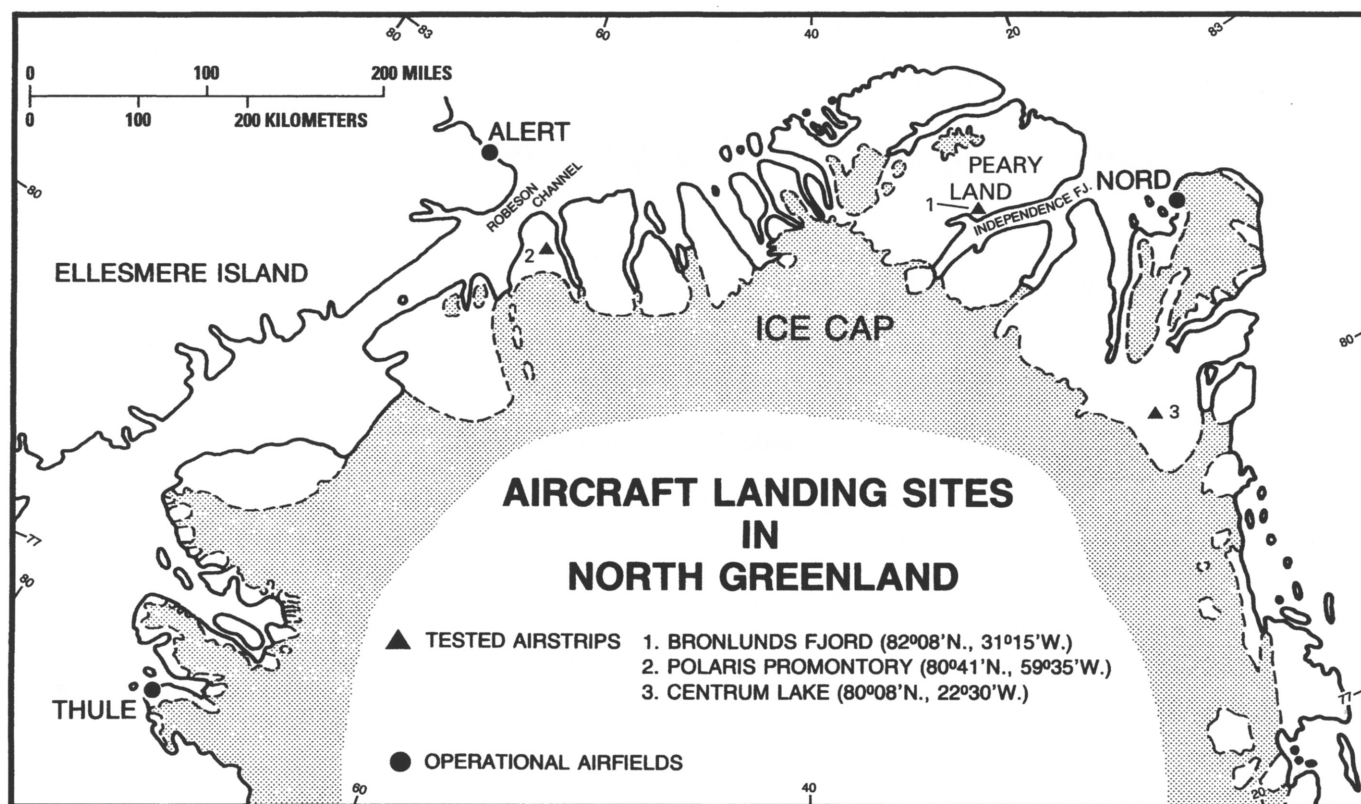 80 83
60
40
20
83
0 100 200 MILES
0 100 200 KILOMETERS
ALERT
ROBESON
CHANNEL
80
ELLESMERE ISLAND
PEARY
LAND
1
NORD
INDEPENDENCE FJ.
2
ICE CAP
80
3
77
80
AIRCRAFT LANDING SITES
IN
NORTH GREENLAND
▲ TESTED AIRSTRIPS 1. BRONLUNDS FJORD (82º08'N., 31º15'W.)
2. POLARIS PROMONTORY (80º41'N., 59º35'W.)
3. CENTRUM LAKE (80º08'N., 22º30'W.)
THULE
77
● OPERATIONAL AIRFIELDS
60
40
20